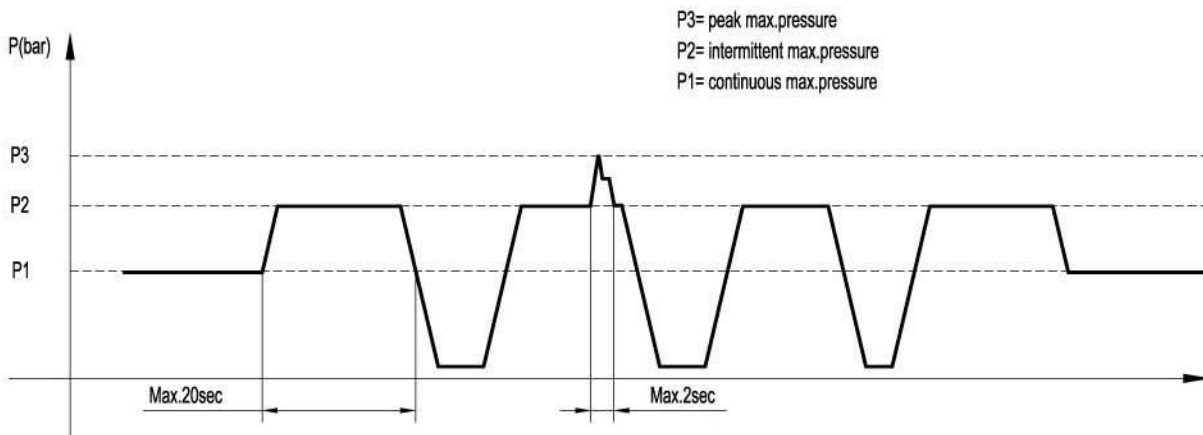 P3= peak max.pressure
P2= intermittent max.pressure
P1= continuous max.pressure
P(bar)
P3
P2
P1
Max.20sec
Max.2sec